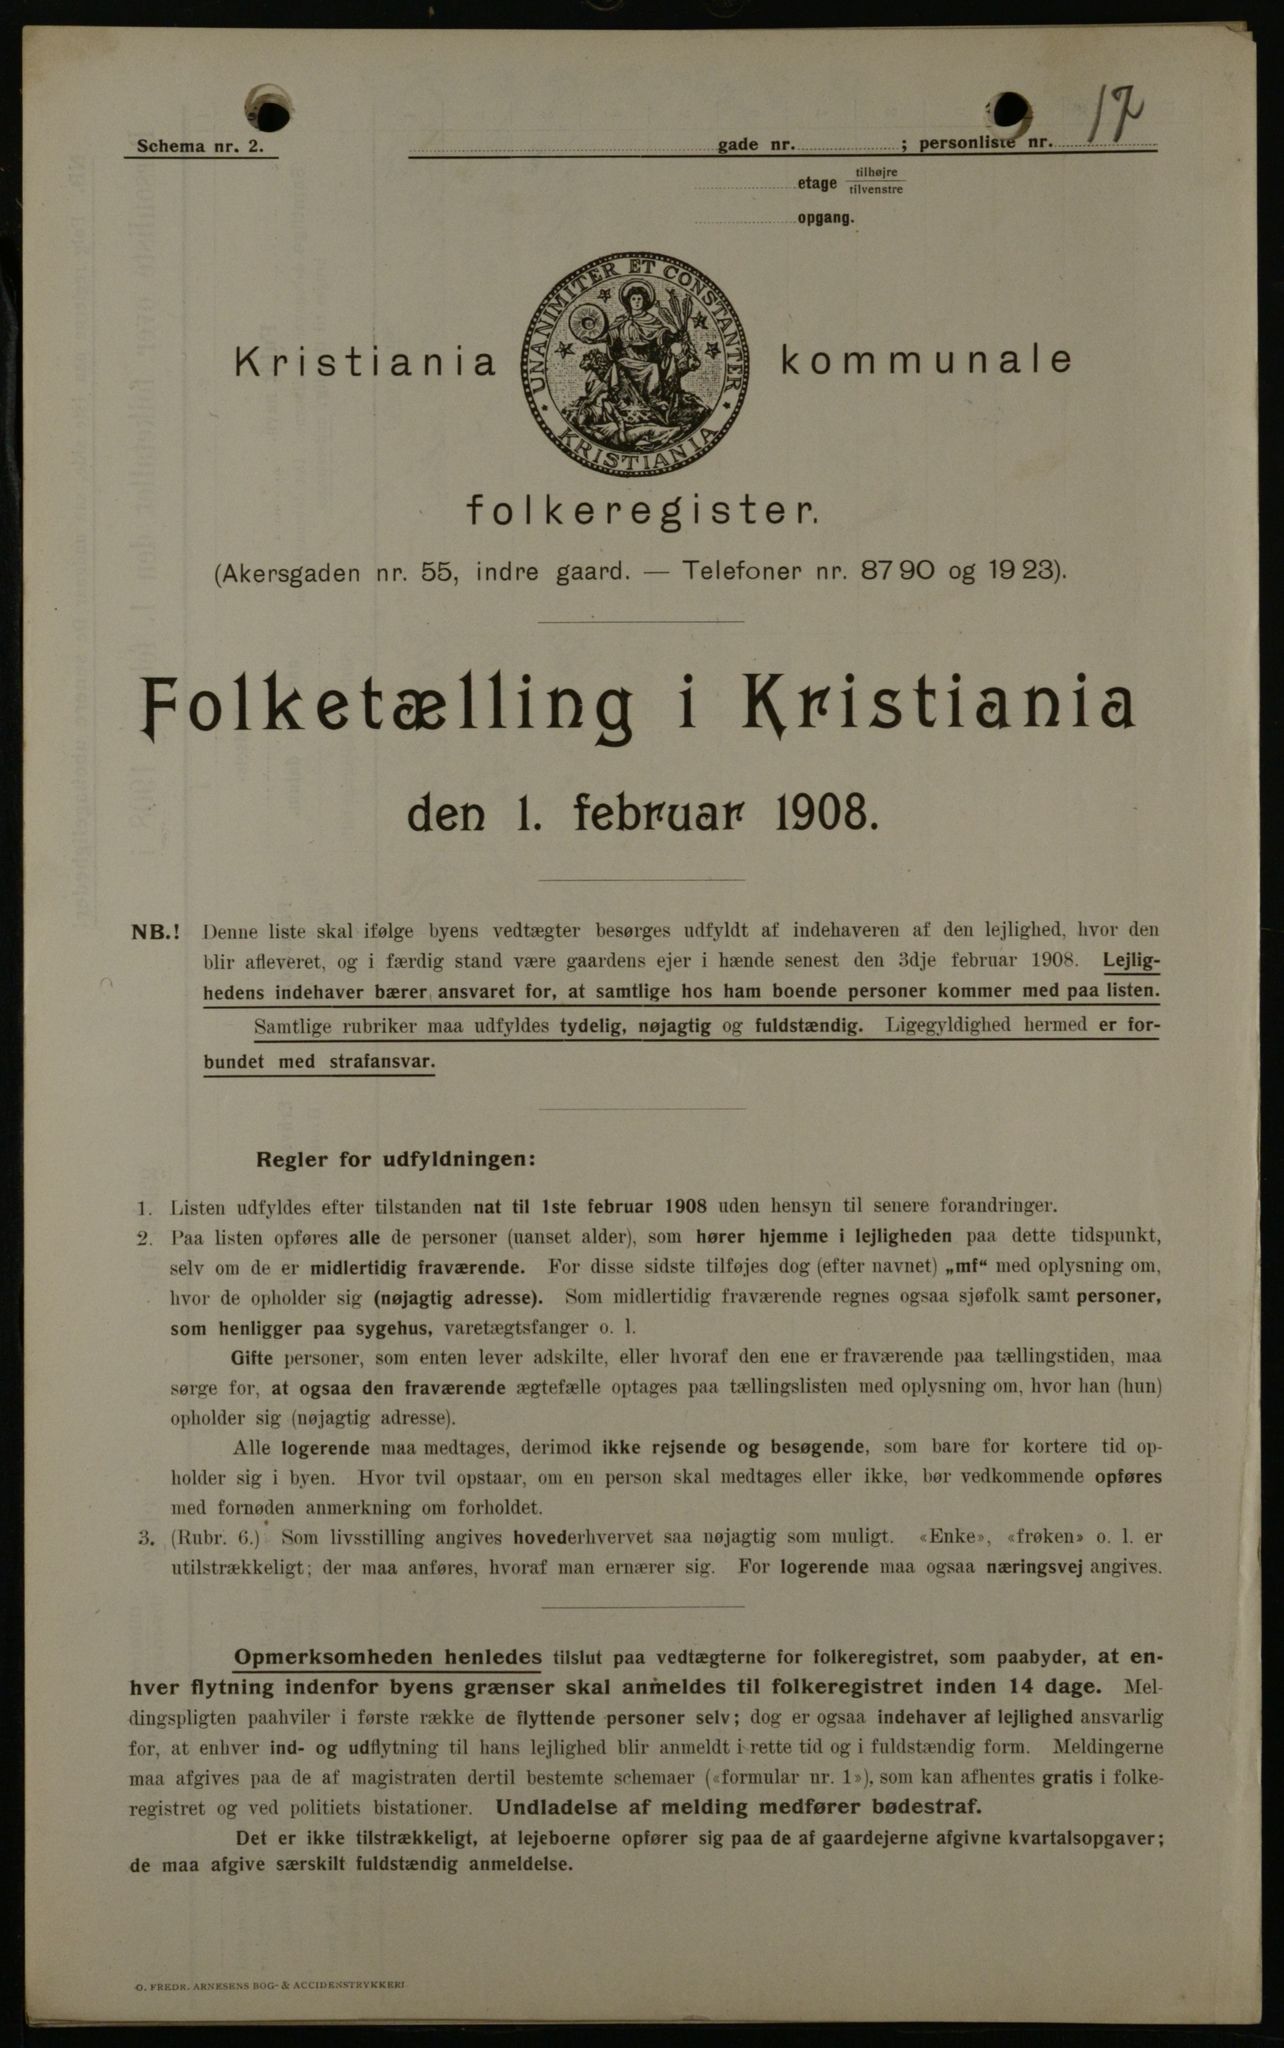 Schema nr. 2.
gade nr. ; personliste nr. 17
etage tilhøjre
tilvenstre
opgang.
UNANIMITER ET CONSTANTER
KRISTIANIA
Kristiania kommunale
folkeregister.
(Akersgaden nr. 55, indre gaard. — Telefoner nr. 8790 og 1923).
Folketælling i Kristiania
den 1. februar 1908.
NB.! Denne liste skal ifølge byens vedtægter besørges udfyldt af indehaveren af den lejlighed, hvor den
blir afleveret, og i færdig stand være gaardens ejer i hænde senest den 3dje februar 1908. Lejlig-
hedens indehaver bærer ansvaret for, at samtlige hos ham boende personer kommer med paa listen.
Samtlige rubriker maa udfyldes tydelig, nøjagtig og fuldstændig. Ligegyldighed hermed er for-
bundet med strafansvar.
Regler for udfyldningen:
1. Listen udfyldes efter tilstanden nat til 1ste februar 1908 uden hensyn til senere forandringer.
2. Paa listen opføres alle de personer (uanset alder), som hører hjemme i lejligheden paa dette tidspunkt,
selv om de er midlertidig fraværende. For disse sidste tilføjes dog (efter navnet) „mf“ med oplysning om,
hvor de opholder sig (nøjagtig adresse). Som midlertidig fraværende regnes ogsaa sjøfolk samt personer,
som henligger paa sygehus, varetægtsfanger o. l.
Gifte personer, som enten lever adskilte, eller hvoraf den ene er fraværende paa tællingstiden, maa
sørge for, at ogsaa den fraværende ægtefælle optages paa tællingslisten med oplysning om, hvor han (hun)
opholder sig (nøjagtig adresse).
Alle logerende maa medtages, derimod ikke rejsende og besøgende, som bare for kortere tid op-
holder sig i byen. Hvor tvil opstaar, om en person skal medtages eller ikke, bør vedkommende opføres
med fornøden anmerkning om forholdet.
3. (Rubr. 6.) Som livsstilling angives hovederhvervet saa nøjagtig som muligt. «Enke», «frøken» o. l. er
utilstrækkeligt; der maa anføres, hvoraf man ernærer sig. For logerende maa ogsaa næringsvej angives.
Opmerksomheden henledes tilslut paa vedtægterne for folkeregistret, som paabyder, at en-
hver flytning indenfor byens grænser skal anmeldes til folkeregistret inden 14 dage. Mel-
dingspligten paahviler i første række de flyttende personer selv; dog er ogsaa indehaver af lejlighed ansvarlig
for, at enhver ind- og udflytning til hans lejlighed blir anmeldt i rette tid og i fuldstændig form. Meldingerne
maa afgives paa de af magistraten dertil bestemte schemaer («formular nr. 1»), som kan afhentes gratis i folke-
registret og ved politiets bistationer. Undladelse af melding medfører bødestraf.
Det er ikke tilstrækkeligt, at lejeboerne opfører sig paa de af gaardejerne afgivne kvartalsopgaver;
de maa afgive særskilt fuldstændig anmeldelse.
O. FREDR. ARNESENS BOG- & ACCIDENSTRYKKERI